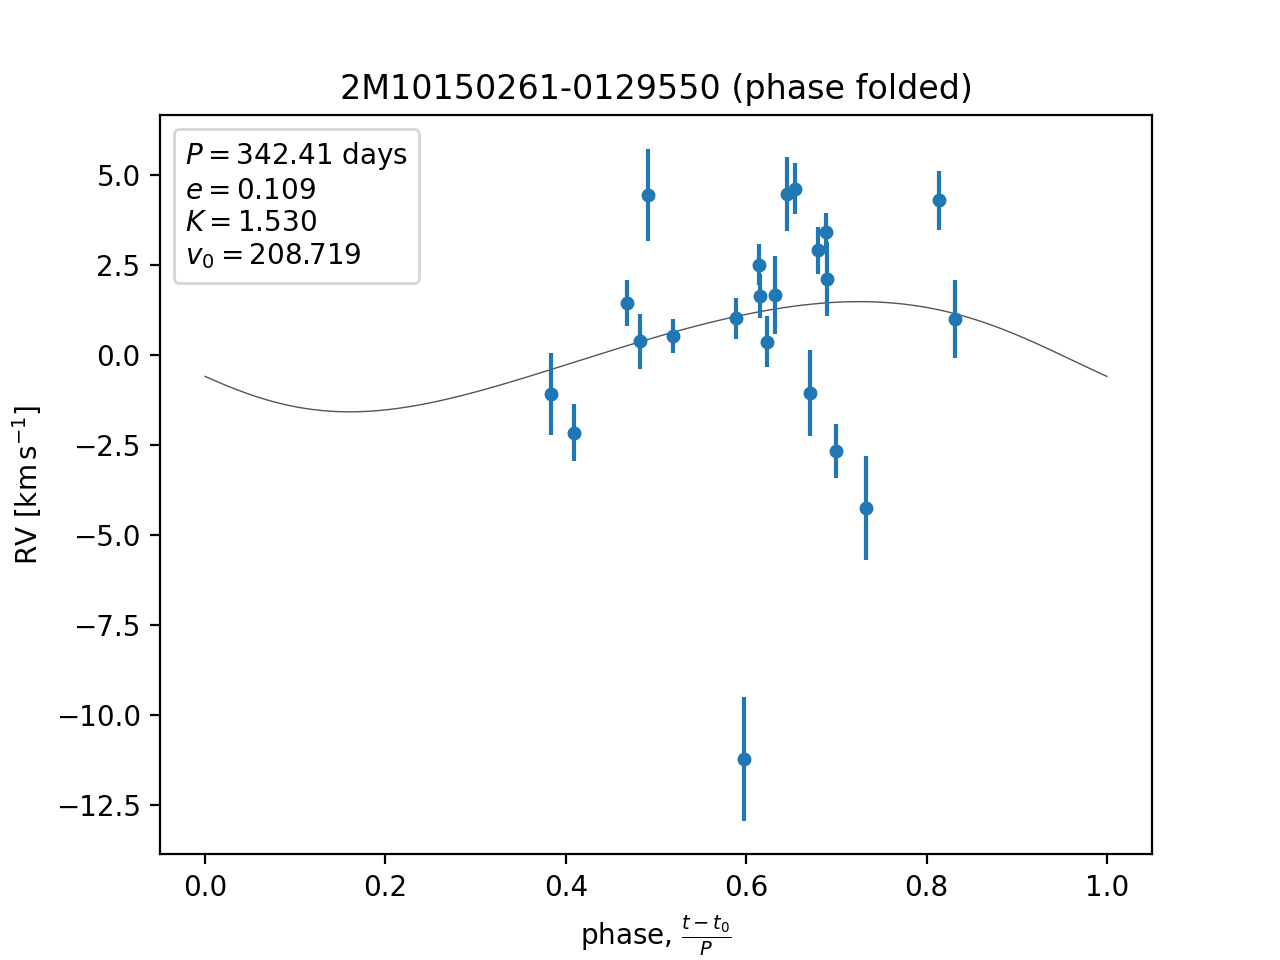 2M10150261-0129550 (phase folded)
P = 342.41 days
e = 0.109
K = 1.530
v₀ = 208.719
5.0
2.5
0.0
−2.5
−5.0
−7.5
−10.0
−12.5
RV [km s⁻¹]
0.0 0.2 0.4 0.6 0.8 1.0
phase, (t − t₀)/P